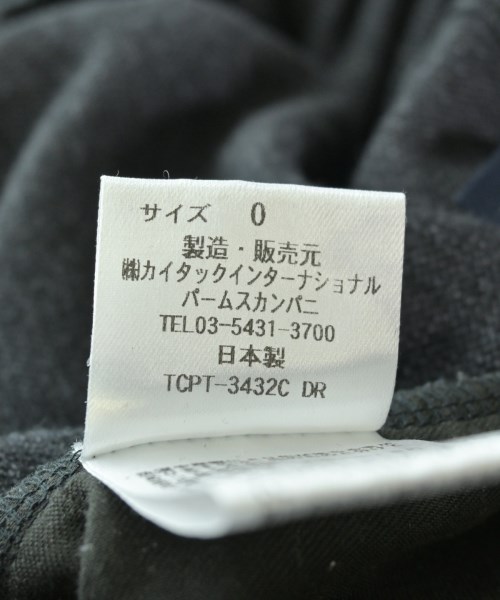 サイズ 0
製造・販売元
㈱カイタックインターナショナル
パームスカンパニ
TEL03-5431-3700
日本製
TCPT-3432C DR